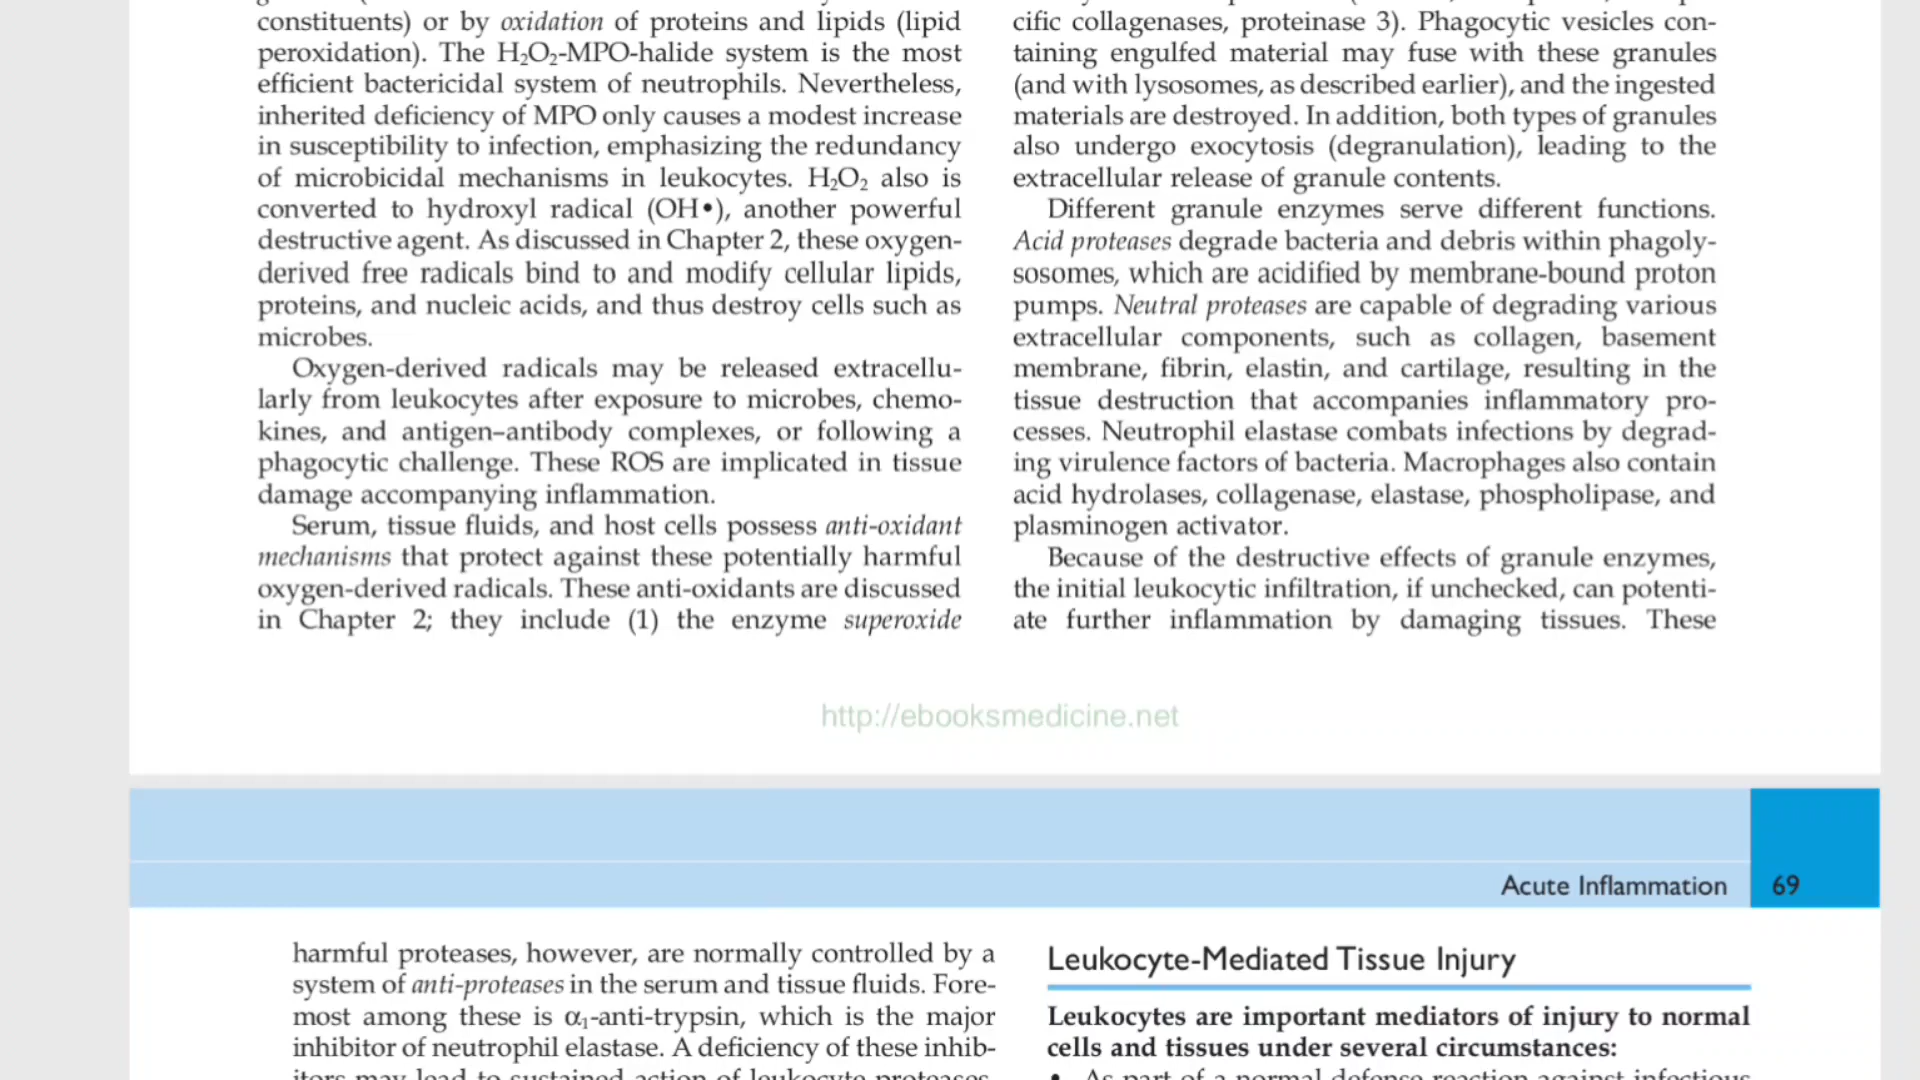 constituents) or by oxidation of proteins and lipids (lipid
peroxidation). The H₂O₂-MPO-halide system is the most
efficient bactericidal system of neutrophils. Nevertheless,
inherited deficiency of MPO only causes a modest increase
in susceptibility to infection, emphasizing the redundancy
of microbicidal mechanisms in leukocytes. H₂O₂ also is
converted to hydroxyl radical (OH•), another powerful
destructive agent. As discussed in Chapter 2, these oxygen-
derived free radicals bind to and modify cellular lipids,
proteins, and nucleic acids, and thus destroy cells such as
microbes.
Oxygen-derived radicals may be released extracellu-
larly from leukocytes after exposure to microbes, chemo-
kines, and antigen–antibody complexes, or following a
phagocytic challenge. These ROS are implicated in tissue
damage accompanying inflammation.
Serum, tissue fluids, and host cells possess anti-oxidant
mechanisms that protect against these potentially harmful
oxygen-derived radicals. These anti-oxidants are discussed
in Chapter 2; they include (1) the enzyme superoxide
cific collagenases, proteinase 3). Phagocytic vesicles con-
taining engulfed material may fuse with these granules
(and with lysosomes, as described earlier), and the ingested
materials are destroyed. In addition, both types of granules
also undergo exocytosis (degranulation), leading to the
extracellular release of granule contents.
Different granule enzymes serve different functions.
Acid proteases degrade bacteria and debris within phagoly-
sosomes, which are acidified by membrane-bound proton
pumps. Neutral proteases are capable of degrading various
extracellular components, such as collagen, basement
membrane, fibrin, elastin, and cartilage, resulting in the
tissue destruction that accompanies inflammatory pro-
cesses. Neutrophil elastase combats infections by degrad-
ing virulence factors of bacteria. Macrophages also contain
acid hydrolases, collagenase, elastase, phospholipase, and
plasminogen activator.
Because of the destructive effects of granule enzymes,
the initial leukocytic infiltration, if unchecked, can potenti-
ate further inflammation by damaging tissues. These
http://ebooksmedicine.net
Acute Inflammation 69
harmful proteases, however, are normally controlled by a
system of anti-proteases in the serum and tissue fluids. Fore-
most among these is α₁-anti-trypsin, which is the major
inhibitor of neutrophil elastase. A deficiency of these inhib-
itors may lead to sustained action of leukocyte proteases,
Leukocyte-Mediated Tissue Injury
Leukocytes are important mediators of injury to normal
cells and tissues under several circumstances:
• As part of a normal defense reaction against infectious